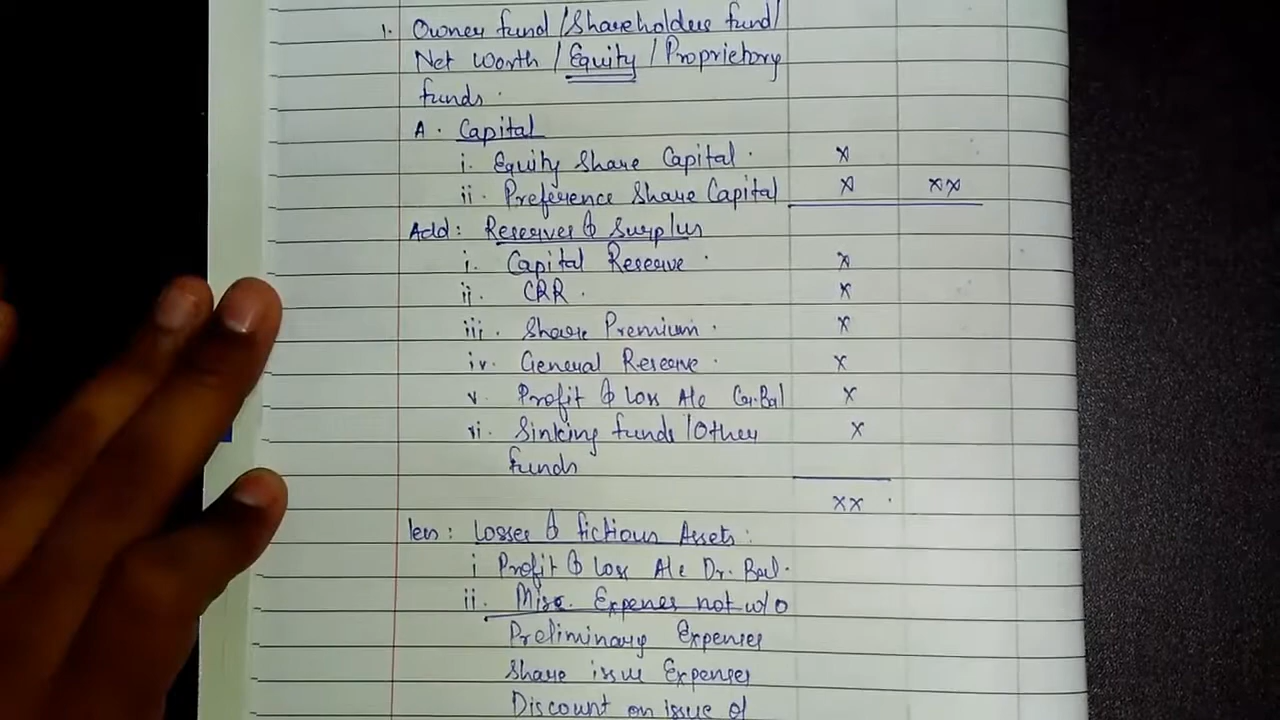 1. Owner fund / Shareholders fund /
Net worth / Equity / Proprietory
funds.
A. Capital
i. Equity Share Capital. x
ii. Preference Share Capital x xx
Add: Reserves & Surplus
i. Capital Reserve. x
ii. CRR. x
iii. Share Premium. x
iv. General Reserve. x
v. Profit & Loss A/c Cr. Bal x
vi. Sinking funds / Other x
funds
xx
less: Losses & fictious Assets:
i Profit & Loss A/c Dr. Bal.
ii. Misc. Expenes not w/o
Preliminary Expenses
Share issue Expenses
Discount on issue of